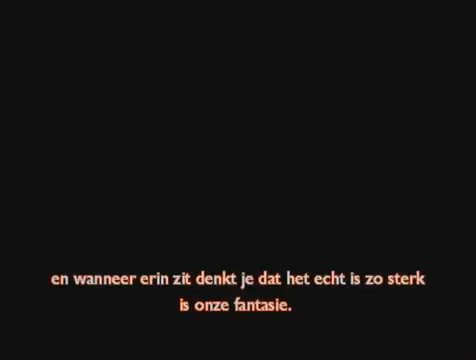 en wanneer erin zit denkt je dat het echt is zo sterk
is onze fantasie.